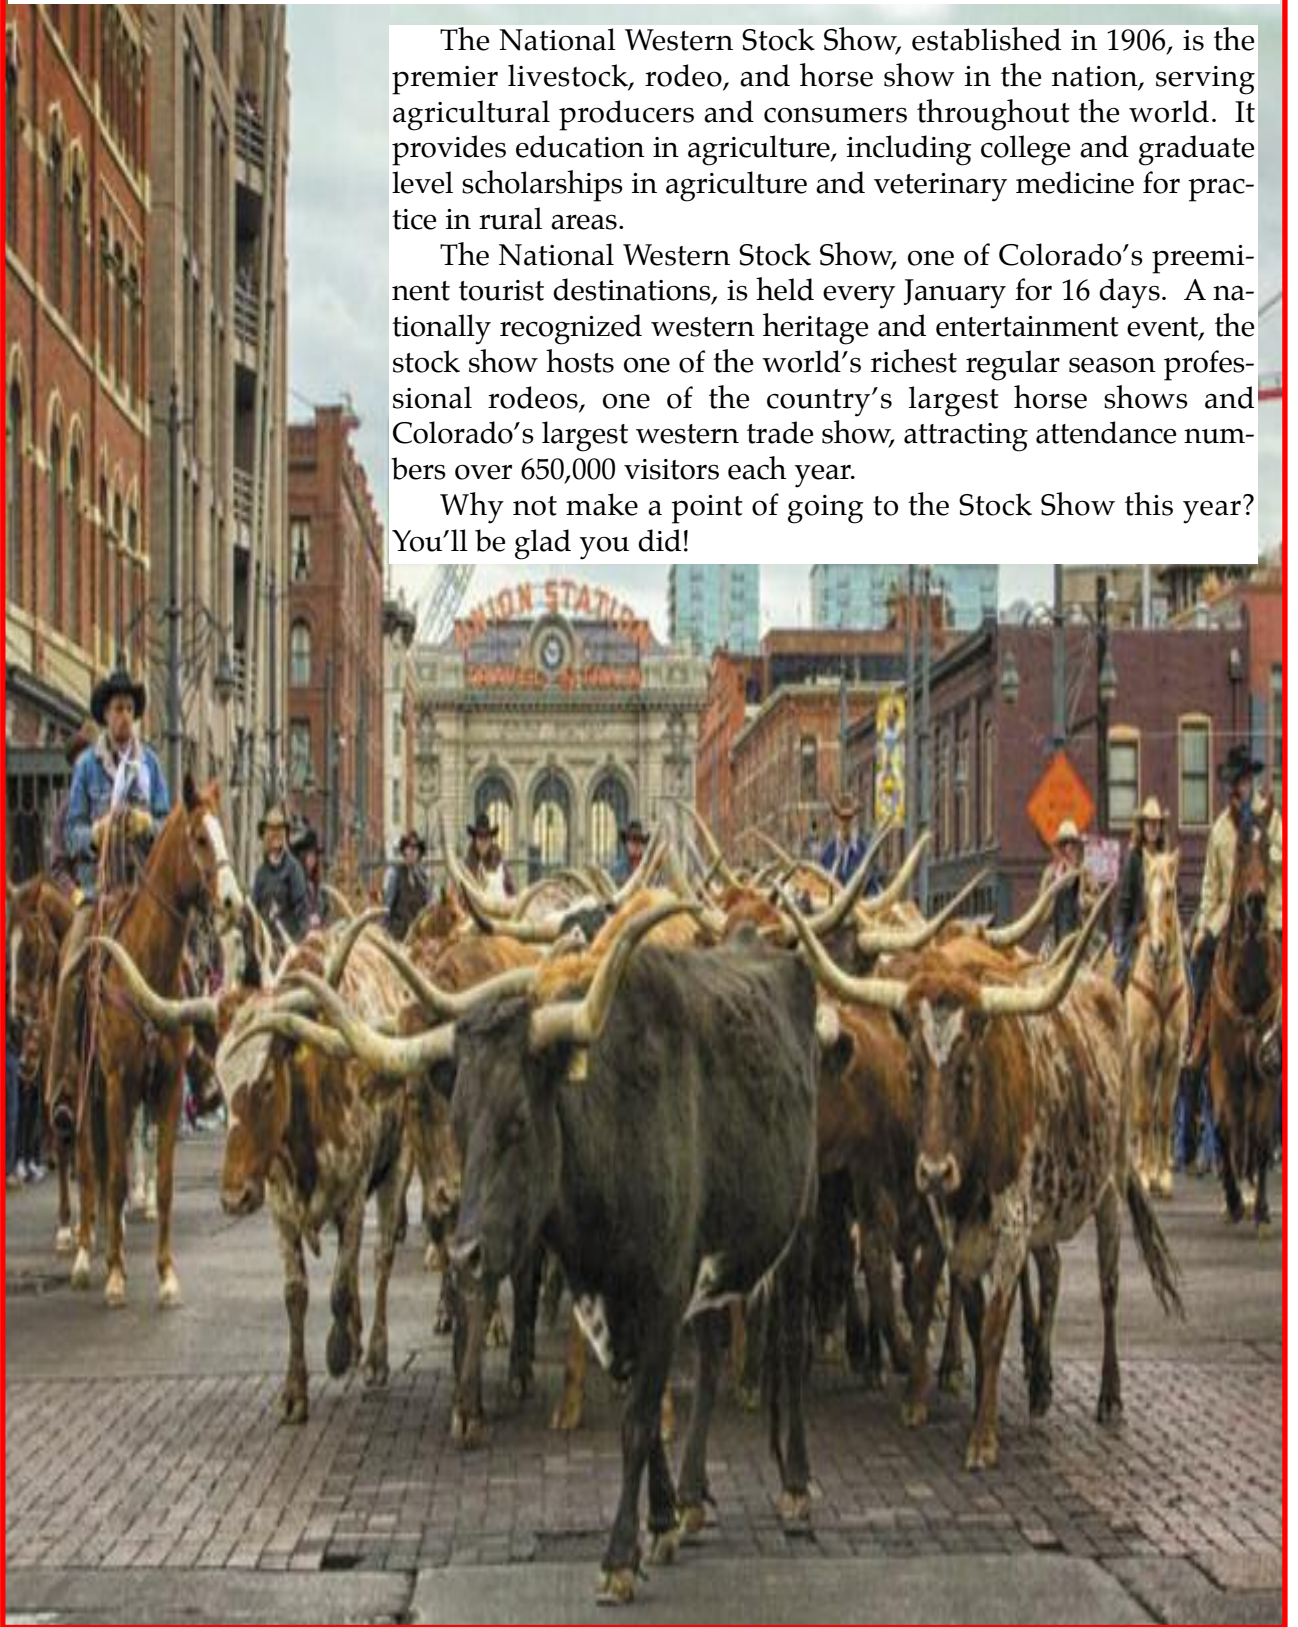 The National Western Stock Show, established in 1906, is the
premier livestock, rodeo, and horse show in the nation, serving
agricultural producers and consumers throughout the world. It
provides education in agriculture, including college and graduate
level scholarships in agriculture and veterinary medicine for prac-
tice in rural areas.
The National Western Stock Show, one of Colorado's preemi-
nent tourist destinations, is held every January for 16 days. A na-
tionally recognized western heritage and entertainment event, the
stock show hosts one of the world's richest regular season profes-
sional rodeos, one of the country's largest horse shows and
Colorado's largest western trade show, attracting attendance num-
bers over 650,000 visitors each year.
Why not make a point of going to the Stock Show this year?
You'll be glad you did!
UNION STATION